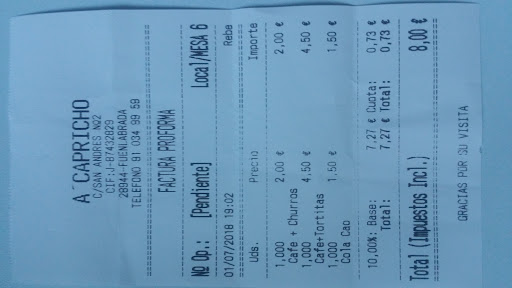 A´CAPRICHO
C/SAN ANDRES Nº22
CIF:J-87432829
28944-FUENLABRADA
TELEFONO 91 034 99 59
FACTURA PROFORMA
Nº Op.: [Pendiente] Local/MESA 6
01/07/2018 19:02 Rebe
Uds. Precio Importe
1,000 2,00 € 2,00 €
Cafe + Churros
1,000 4,50 € 4,50 €
Cafe+Tortitas
1,000 1,50 € 1,50 €
Cola Cao
10,00%: Base: 7,27 € Cuota: 0,73 €
Total: 7,27 € Total: 0,73 €
Total (Impuestos Incl.) 8,00 €
GRACIAS POR SU VISITA